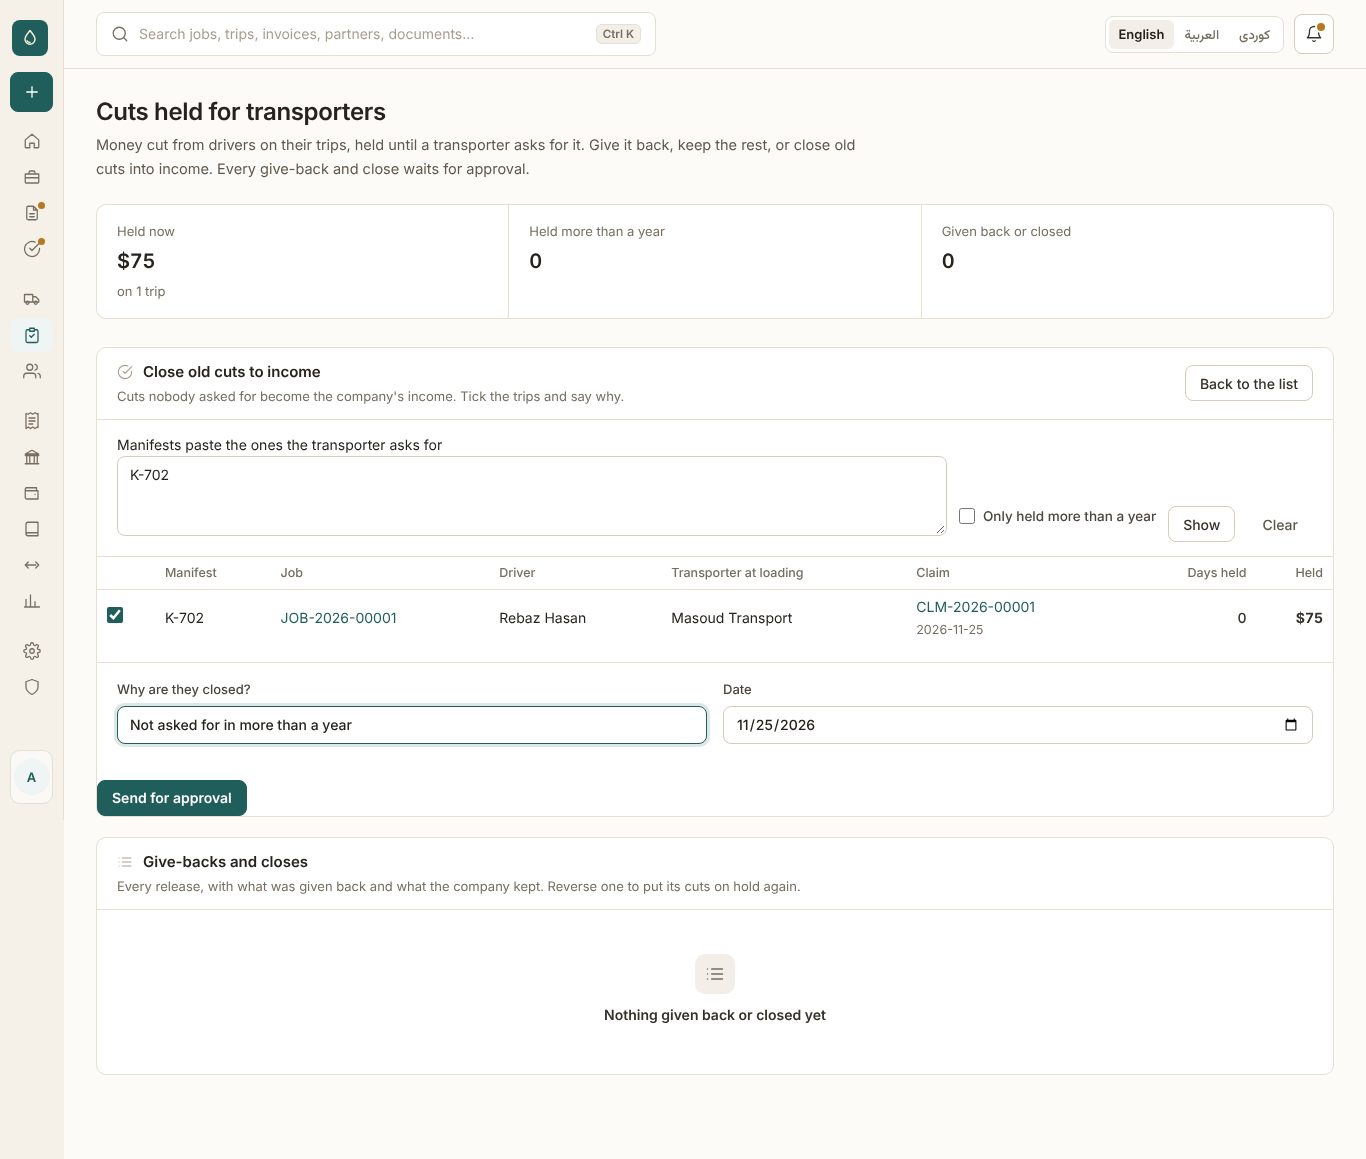 Search jobs, trips, invoices, partners, documents...
Ctrl K
English
العربية
کوردی
Cuts held for transporters
Money cut from drivers on their trips, held until a transporter asks for it. Give it back, keep the rest, or close old
cuts into income. Every give-back and close waits for approval.
Held now
$75
on 1 trip
Held more than a year
0
Given back or closed
0
Close old cuts to income
Cuts nobody asked for become the company's income. Tick the trips and say why.
Back to the list
Manifests paste the ones the transporter asks for
K-702
Only held more than a year
Show
Clear
Manifest Job Driver Transporter at loading Claim Days held Held
K-702 JOB-2026-00001 Rebaz Hasan Masoud Transport CLM-2026-00001 0 $75
2026-11-25
Why are they closed?
Not asked for in more than a year
Date
11/25/2026
A
Send for approval
Give-backs and closes
Every release, with what was given back and what the company kept. Reverse one to put its cuts on hold again.
Nothing given back or closed yet